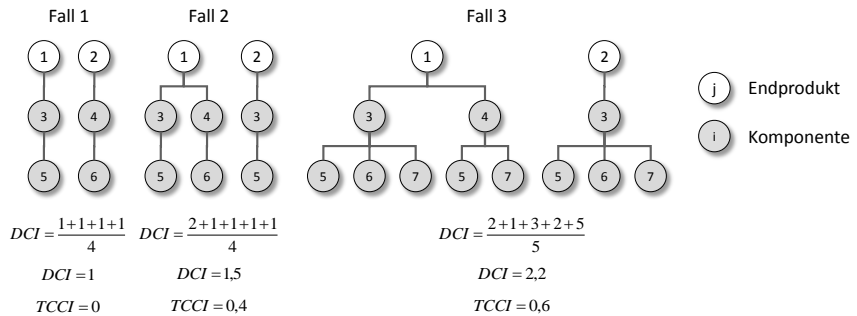 Fall 1 Fall 2 Fall 3
1 2 1 2 1 2
3 4 3 4 3 3 4 3
5 6 5 6 5 5 6 7 5 7 5 6 7
j Endprodukt
i Komponente
DCI = 1+1+1+1 / 4
DCI = 2+1+1+1+1 / 4
DCI = 2+1+3+2+5 / 5
DCI = 1 DCI = 1,5 DCI = 2,2
TCCI = 0 TCCI = 0,4 TCCI = 0,6